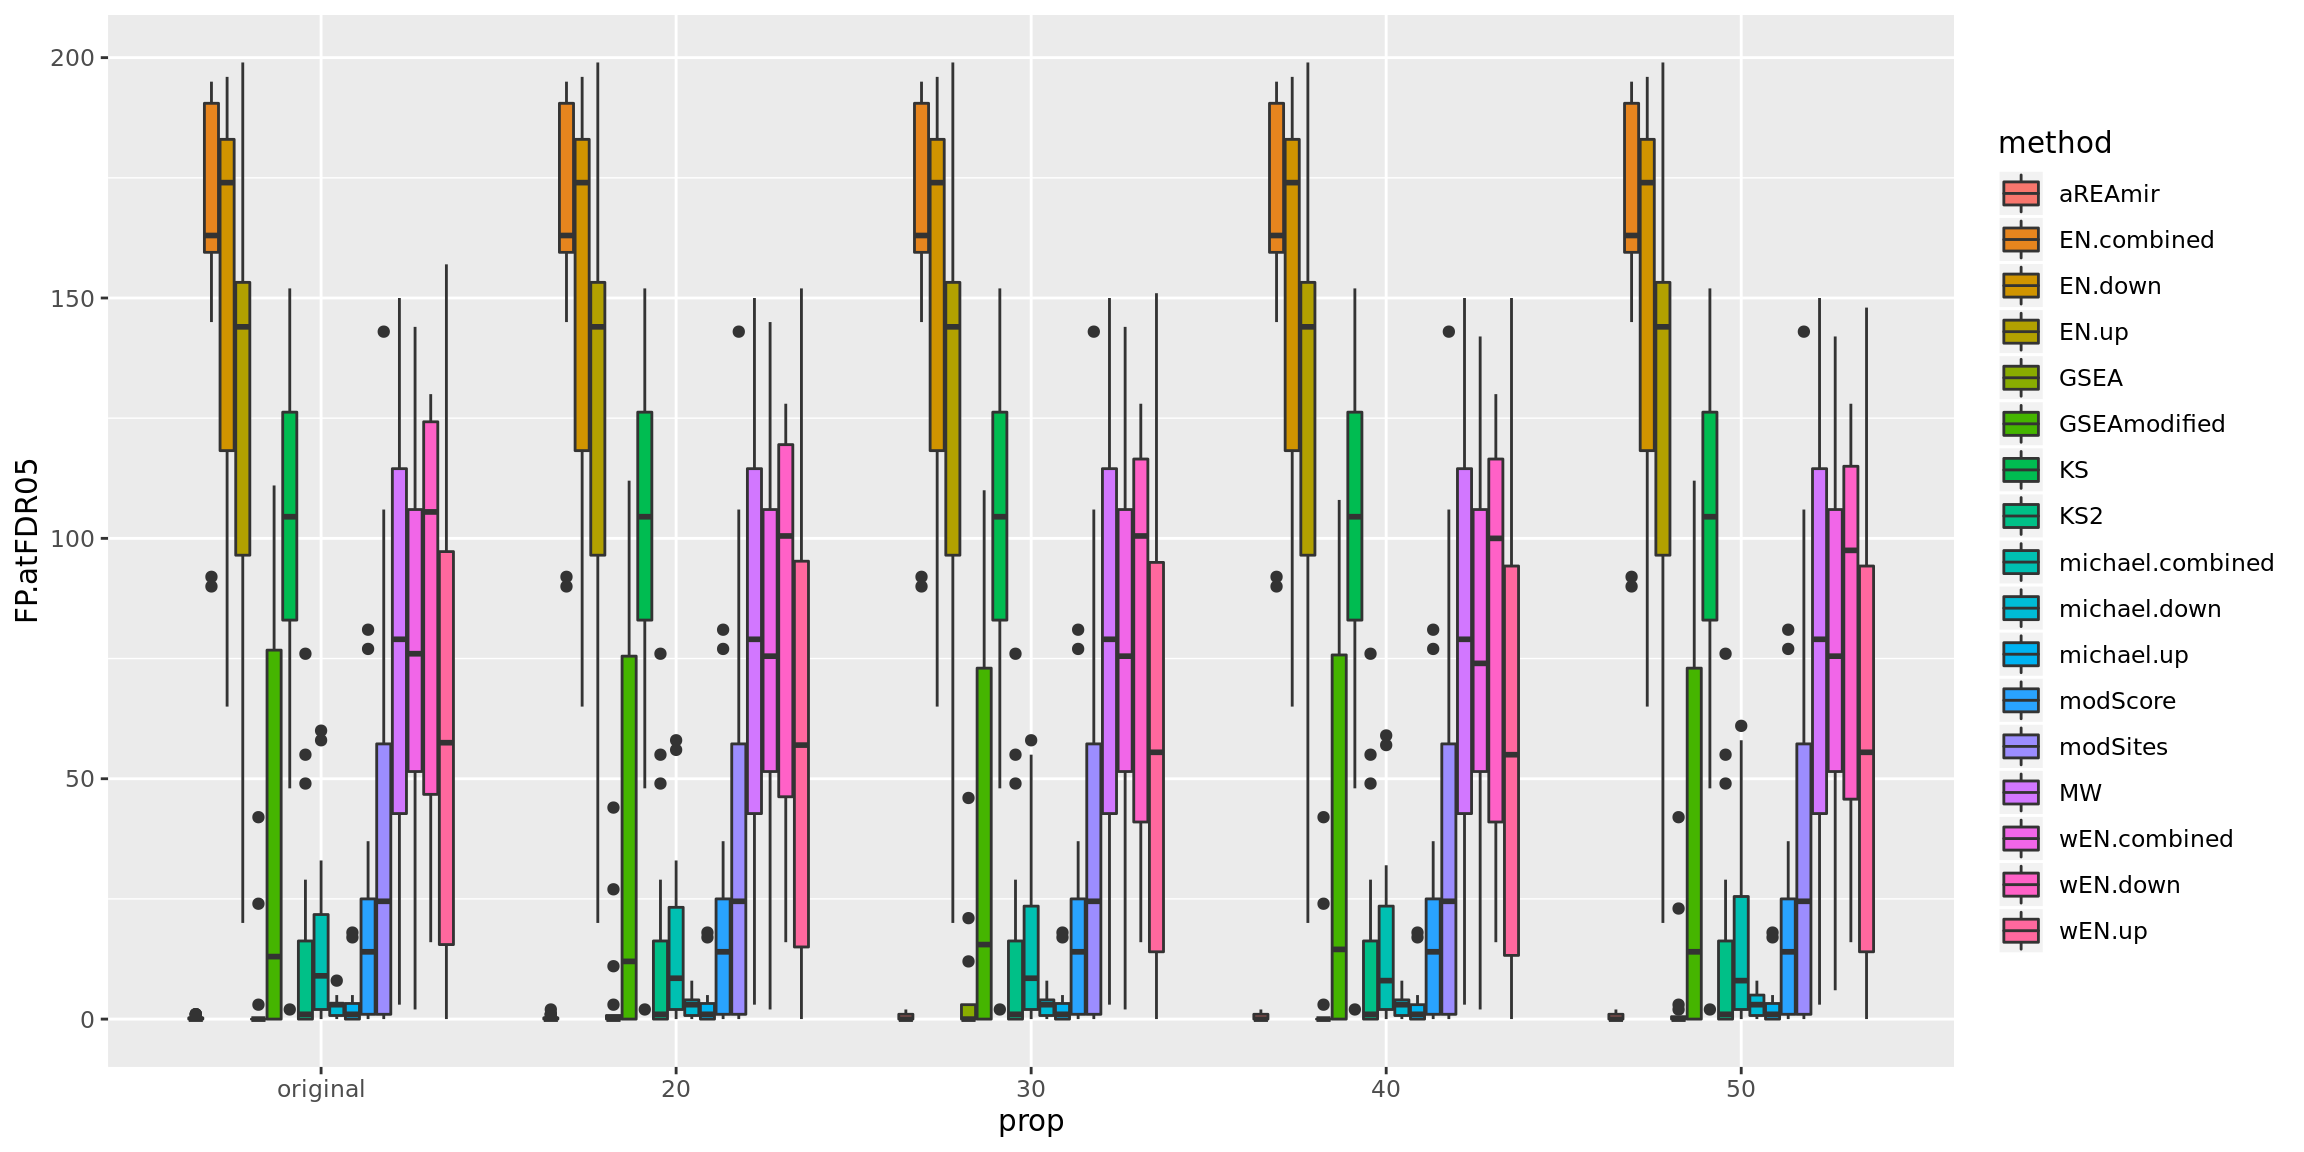 FP.atFDR05
200
150
100
50
0
original
20
30
40
50
prop
method
aREAmir
EN.combined
EN.down
EN.up
GSEA
GSEAmodified
KS
KS2
michael.combined
michael.down
michael.up
modScore
modSites
MW
wEN.combined
wEN.down
wEN.up